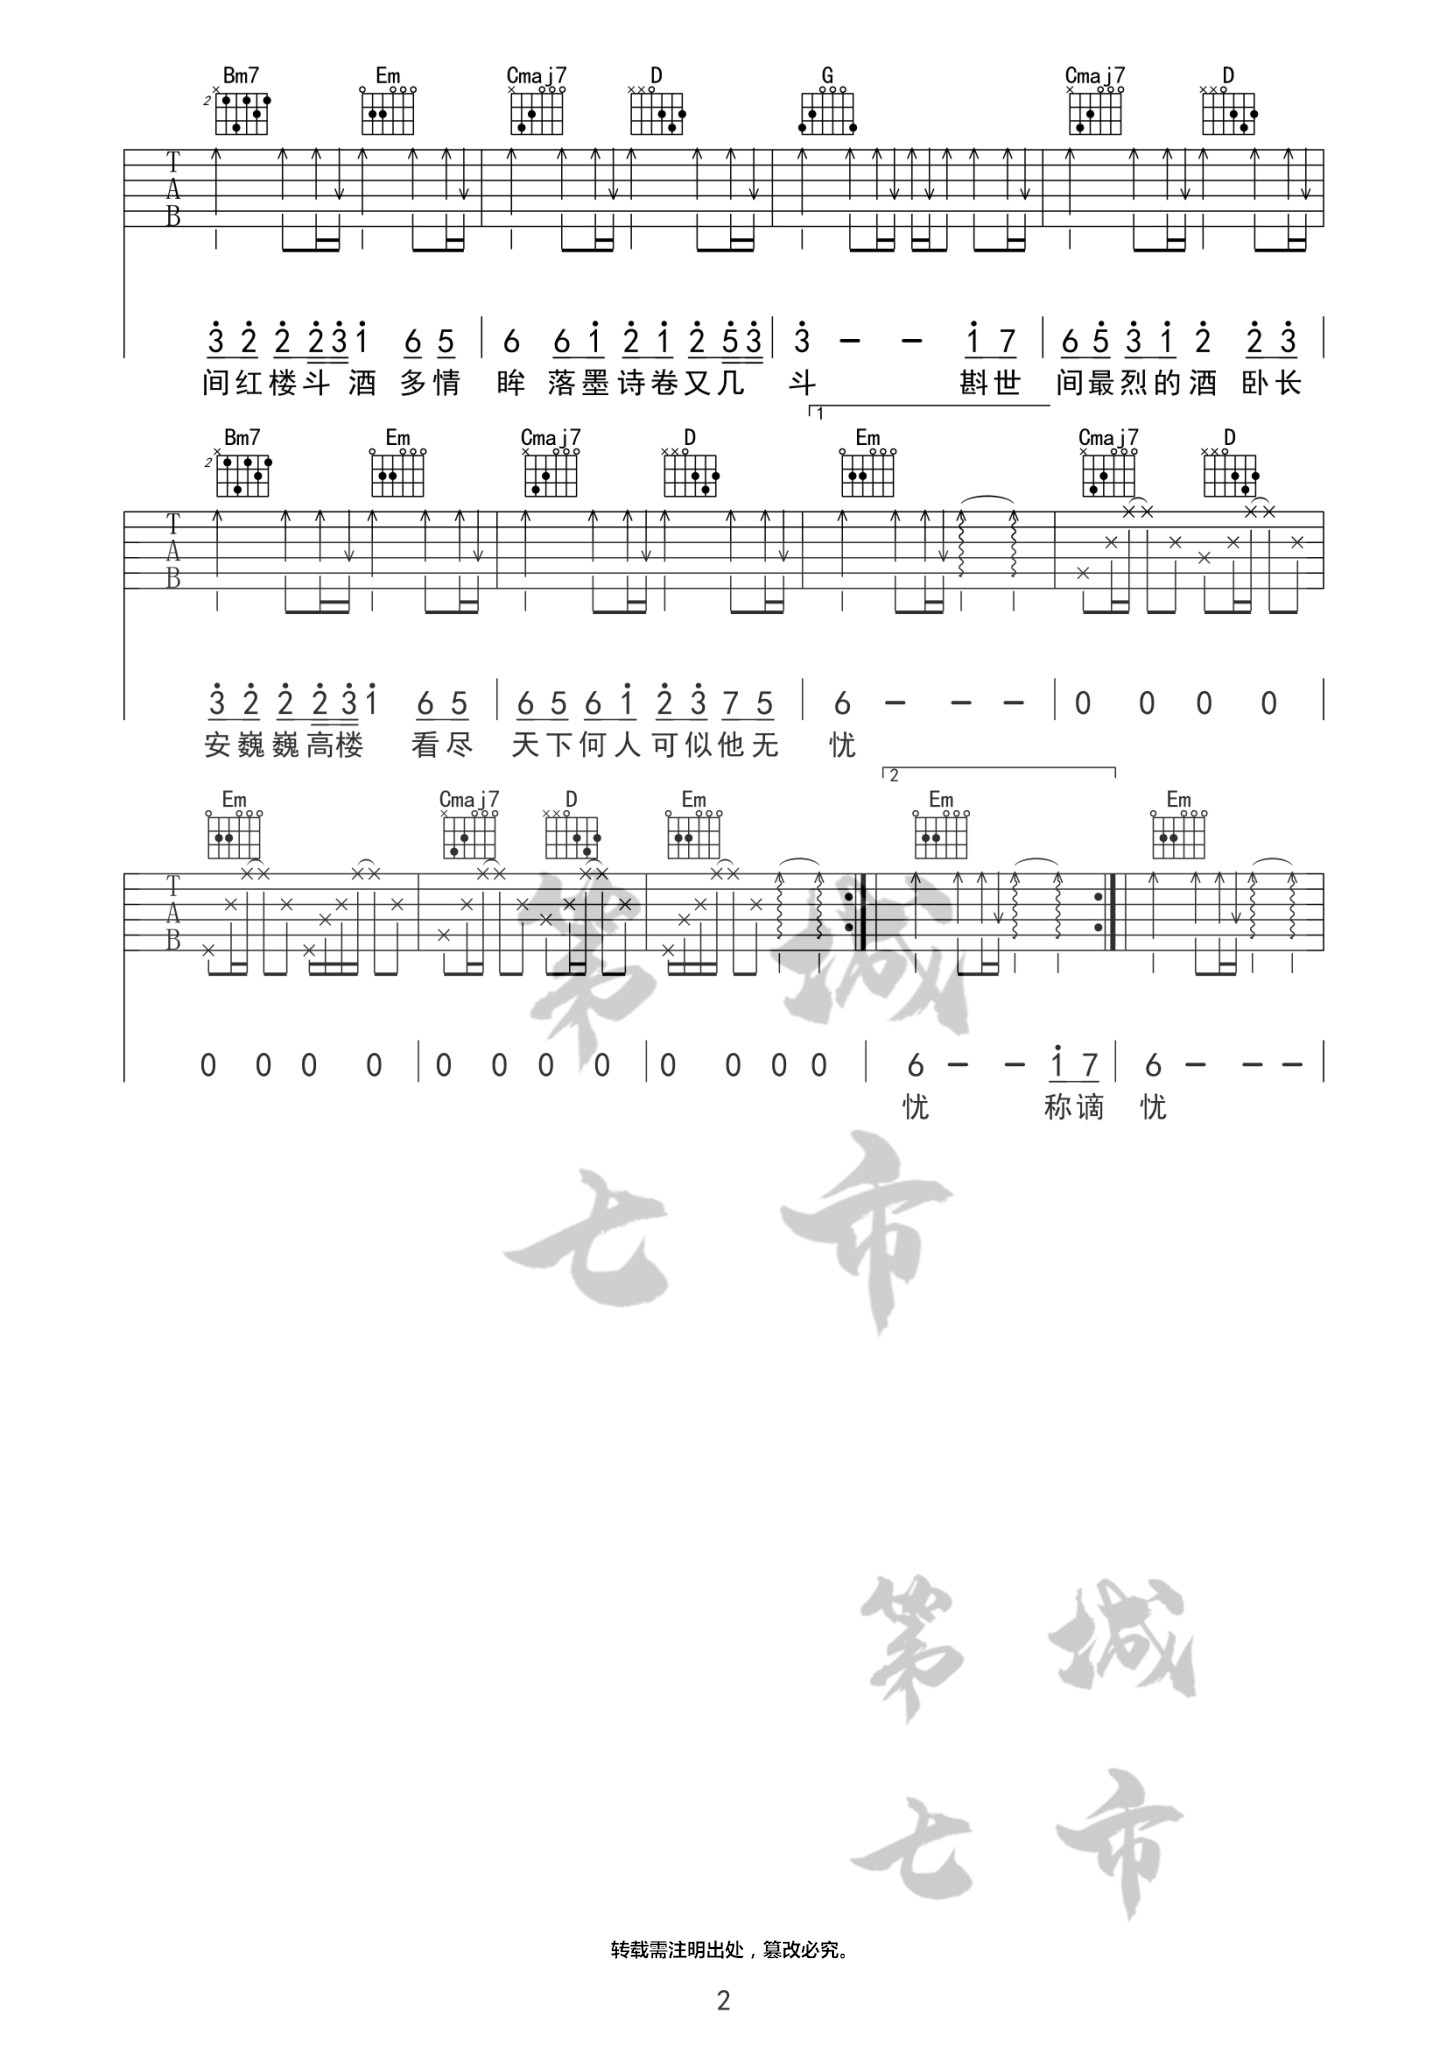 Bm7 Em Cmaj7 D G Cmaj7 D
2
T
A
B
3 2 2 2 3 1 6 5 6 6 1 2 1 2 5 3 3 - - 1 7 6 5 3 1 2 2 3
间红楼斗 酒 多情 眸 落墨诗卷又几 斗 斟世 间最烈的酒 卧长
1
Bm7 Em Cmaj7 D Em Cmaj7 D
2
T
A
B
3 2 2 2 3 1 6 5 6 5 6 1 2 3 7 5 6 - - - 0 0 0 0
安巍巍高楼 看尽 天下何人可似他无 忧
2
Em Cmaj7 D Em Em Em
T
A
B
0 0 0 0 0 0 0 0 0 0 0 0 6 - - 1 7 6 - - -
忧 称谪 忧
第 城
七 市
第 城
七 市
转载需注明出处，篡改必究。
2